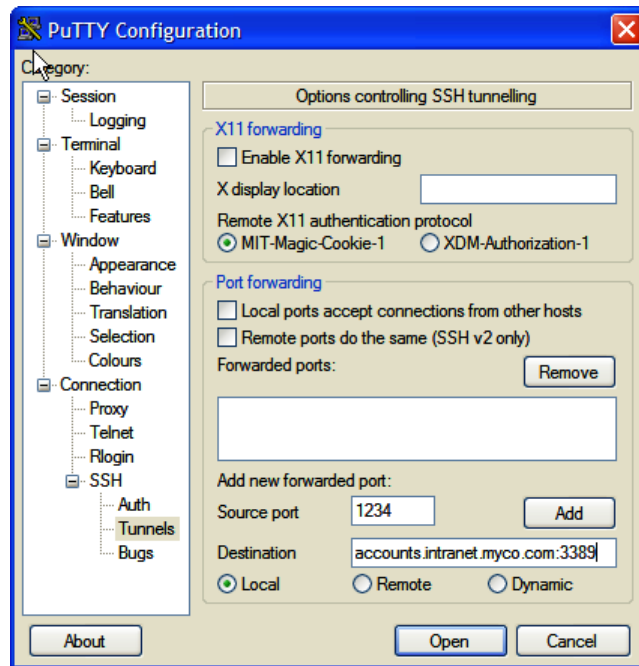 PuTTY Configuration
Category:
Session
Logging
Terminal
Keyboard
Bell
Features
Window
Appearance
Behaviour
Translation
Selection
Colours
Connection
Proxy
Telnet
Rlogin
SSH
Auth
Tunnels
Bugs
Options controlling SSH tunnelling
X11 forwarding
Enable X11 forwarding
X display location
Remote X11 authentication protocol
MIT-Magic-Cookie-1 XDM-Authorization-1
Port forwarding
Local ports accept connections from other hosts
Remote ports do the same (SSH v2 only)
Forwarded ports: Remove
Add new forwarded port:
Source port 1234 Add
Destination accounts.intranet.myco.com:3389
Local Remote Dynamic
About Open Cancel